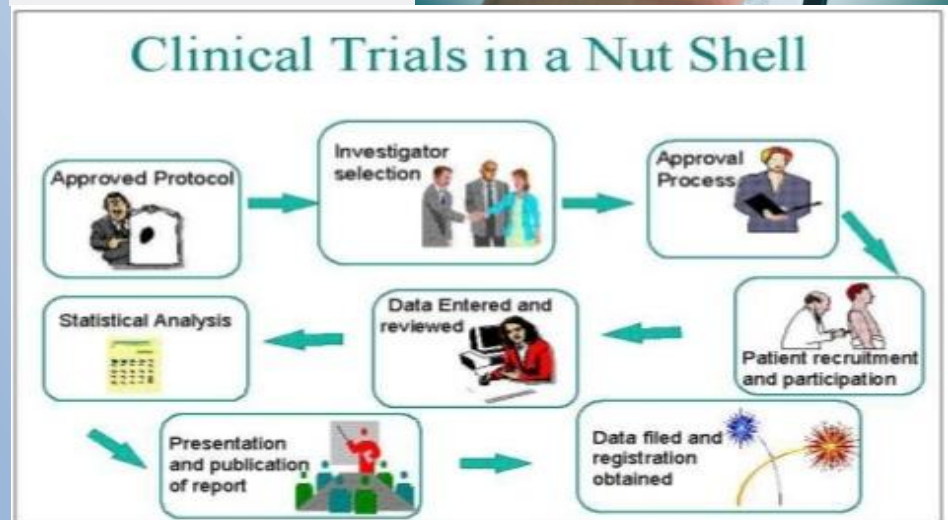 Clinical Trials in a Nut Shell
Approved Protocol
Investigator
selection
Approval
Process
Patient recruitment
and participation
Data Entered and
reviewed
Statistical Analysis
Presentation
and publication
of report
Data filed and
registration
obtained